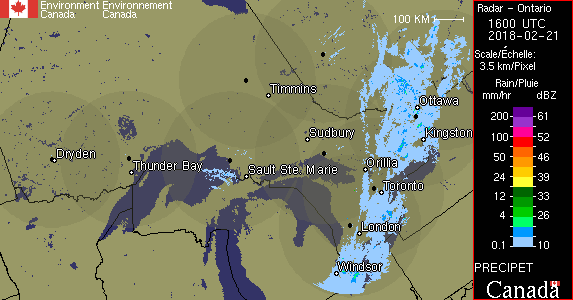 Environment Environnement
Canada Canada
100 KM
Timmins
Ottawa
Sudbury
Kingston
Dryden
Thunder Bay
Sault Ste. Marie
Orillia
Toronto
London
Windsor
Radar - Ontario
1600 UTC
2018-02-21
Scale/Échelle:
3.5 km/Pixel
Rain/Pluie
mm/hr dBZ
200 61
100 52
50 46
24 39
12 33
4 26
0.1 10
PRECIPET
Canada